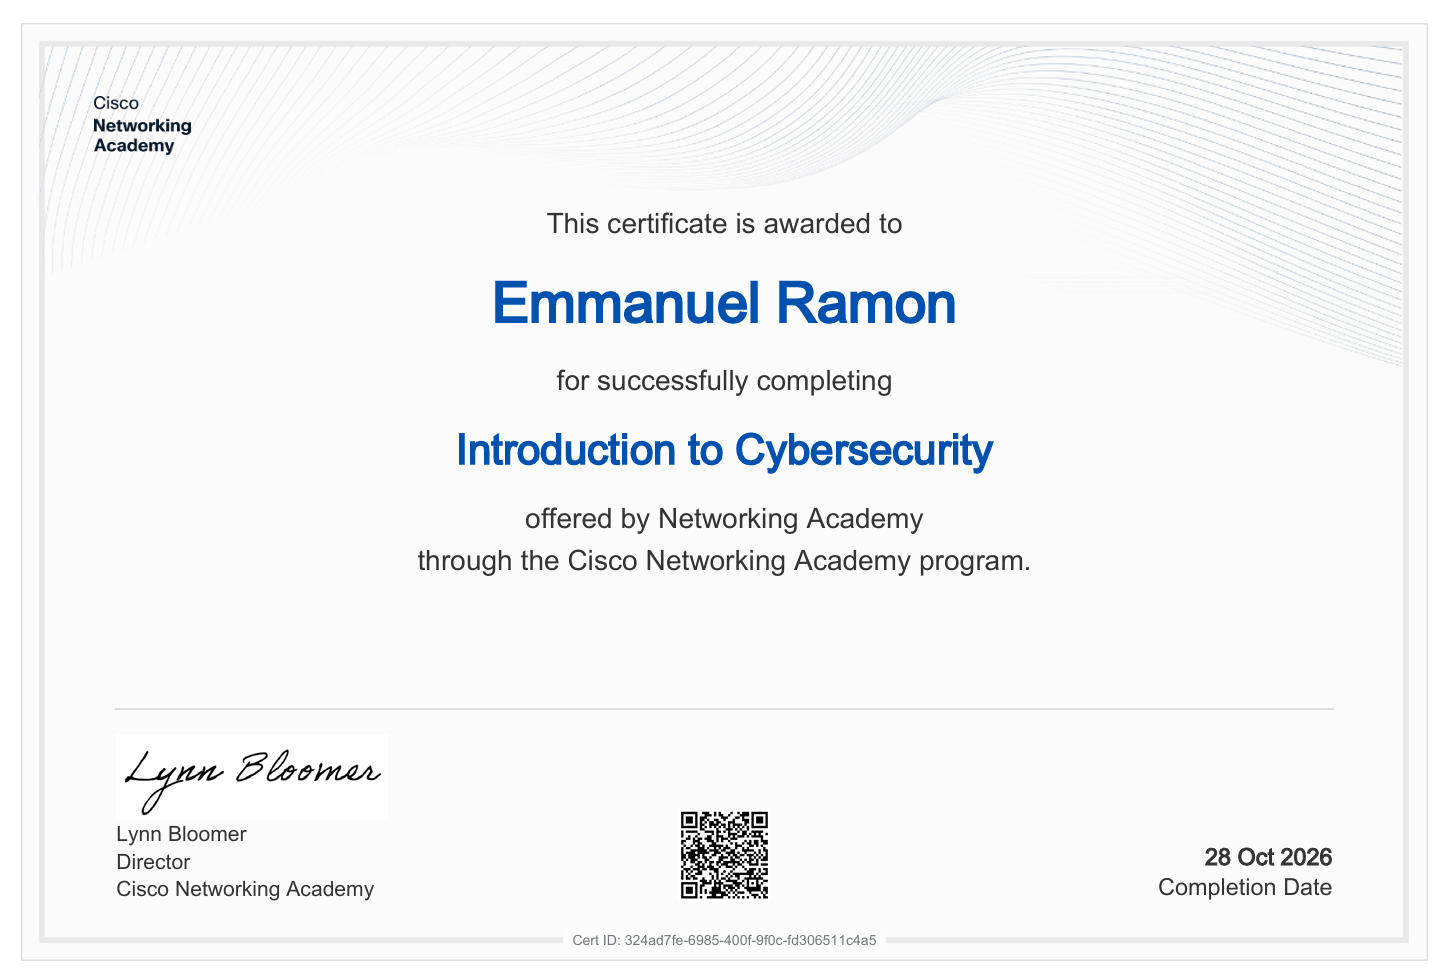 Cisco
Networking
Academy
This certificate is awarded to
Emmanuel Ramon
for successfully completing
Introduction to Cybersecurity
offered by Networking Academy
through the Cisco Networking Academy program.
Lynn Bloomer
Lynn Bloomer
Director
Cisco Networking Academy
28 Oct 2026
Completion Date
Cert ID: 324ad7fe-6985-400f-9f0c-fd306511c4a5